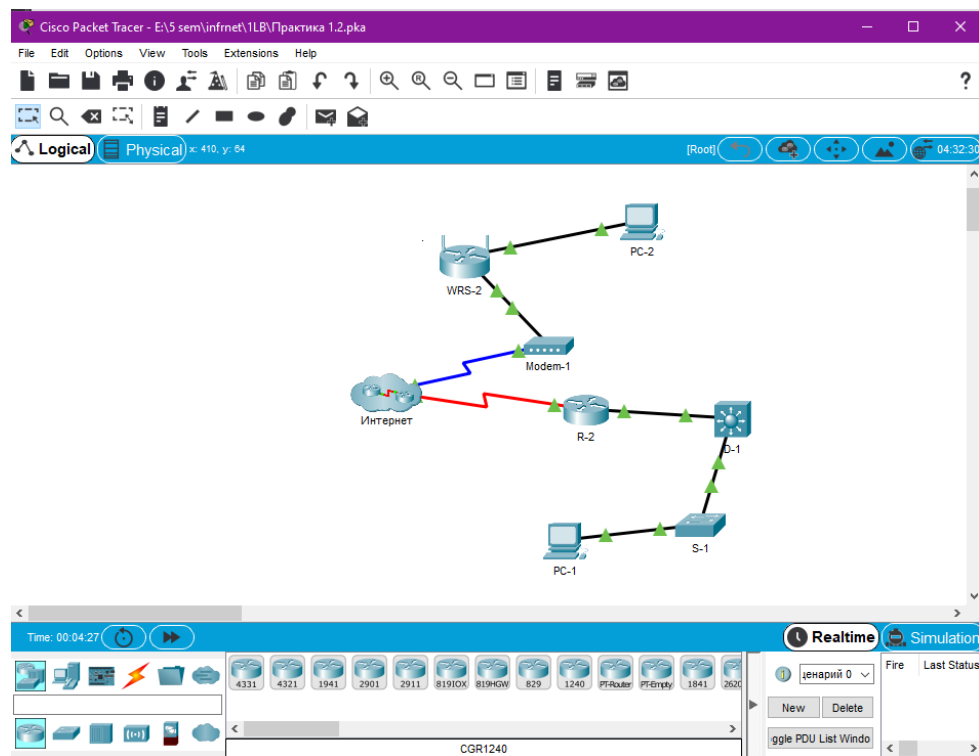 Cisco Packet Tracer - E:\5 sem\infrnet\1LB\Практика 1.2.pka
File Edit Options View Tools Extensions Help
?
Logical Physical x: 410, y: 64 [Root] 04:32:30
PC-2
WRS-2
Modem-1
Интернет
R-2
D-1
S-1
PC-1
Time: 00:04:27 Realtime Simulation
4331 4321 1941 2901 2911 819IOX 819HGW 829 1240 PT-Router PT-Empty 1841 2620
ценарий 0
Fire Last Status
New Delete
ggle PDU List Windo
CGR1240